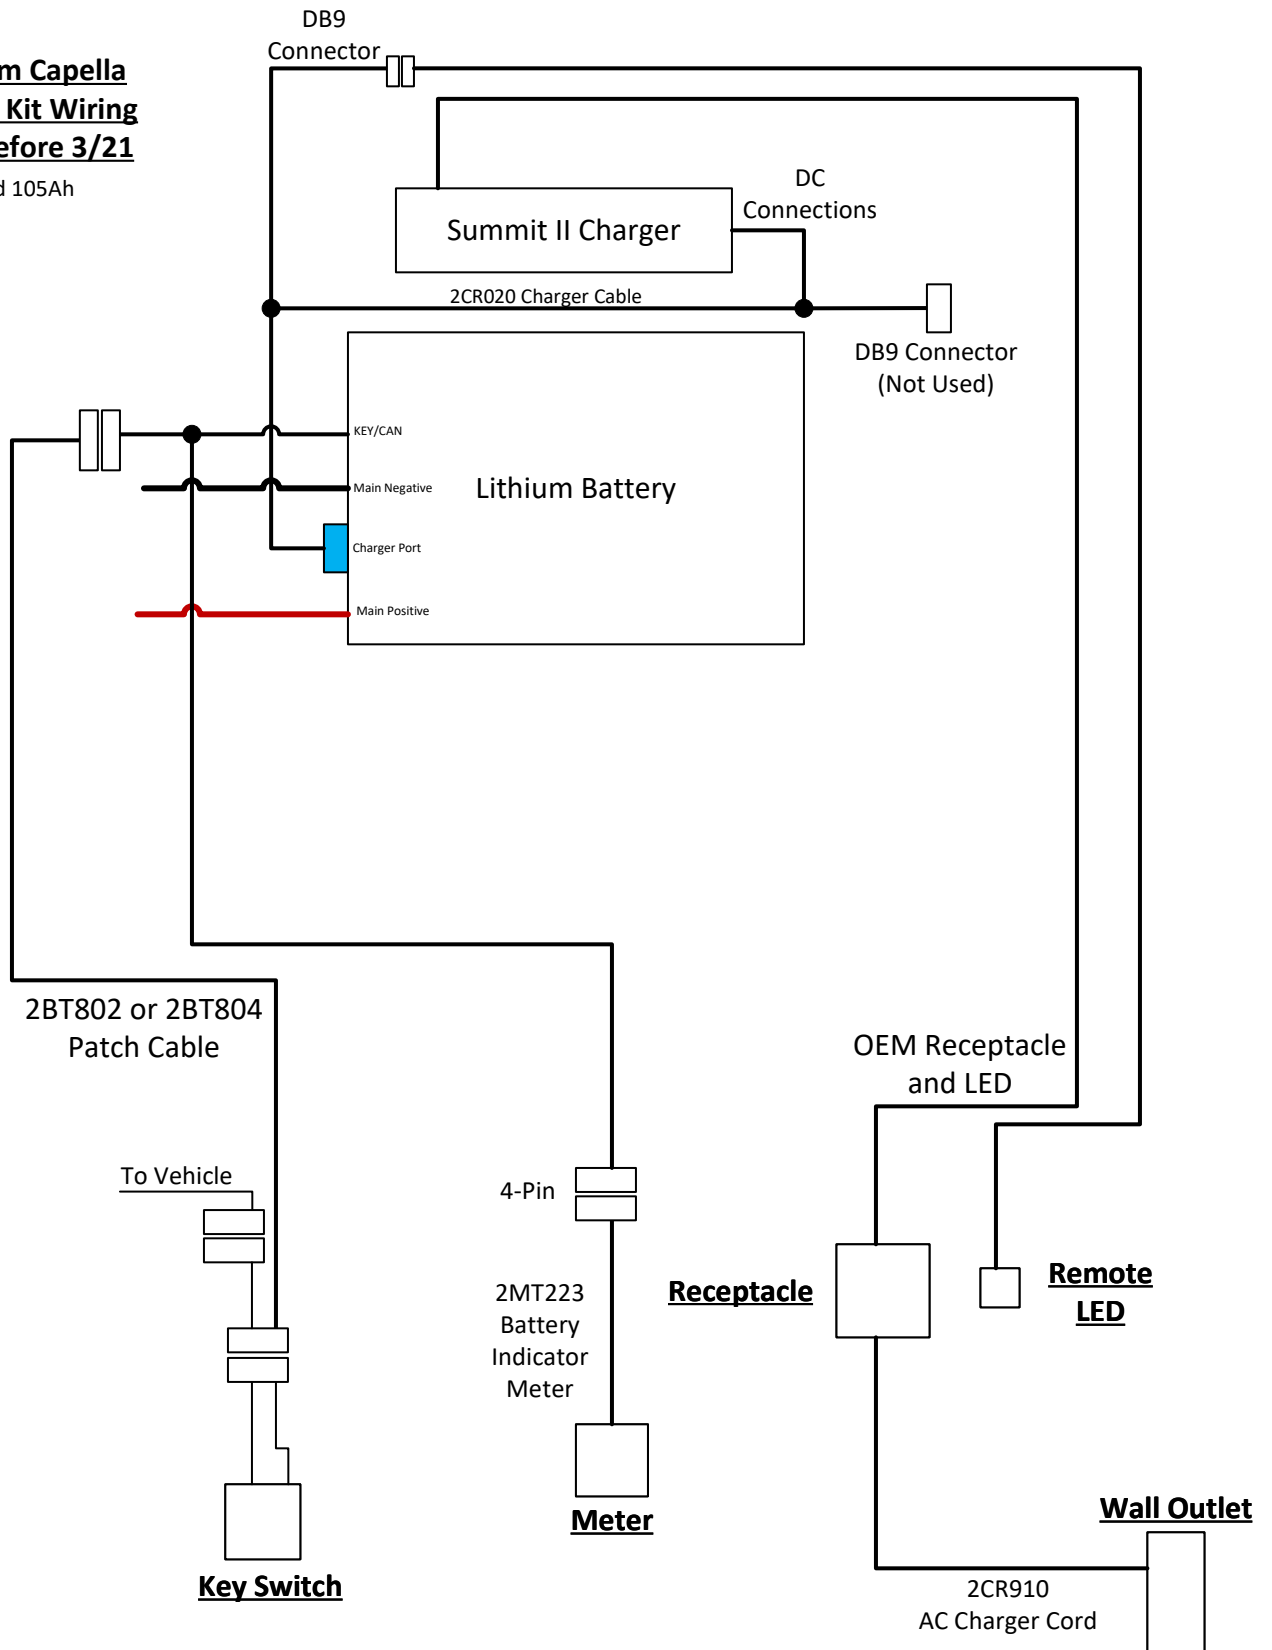 DB9
Connector
Capella
Kit Wiring
3/21
105Ah
DC
Connections
Summit II Charger
2CR020 Charger Cable
DB9 Connector
(Not Used)
KEY/CAN
Main Negative
Lithium Battery
Charger Port
Main Positive
2BT802 or 2BT804
Patch Cable
OEM Receptacle
and LED
To Vehicle
4-Pin
2MT223
Battery
Indicator
Meter
Receptacle
Remote
LED
Meter
Wall Outlet
Key Switch
2CR910
AC Charger Cord